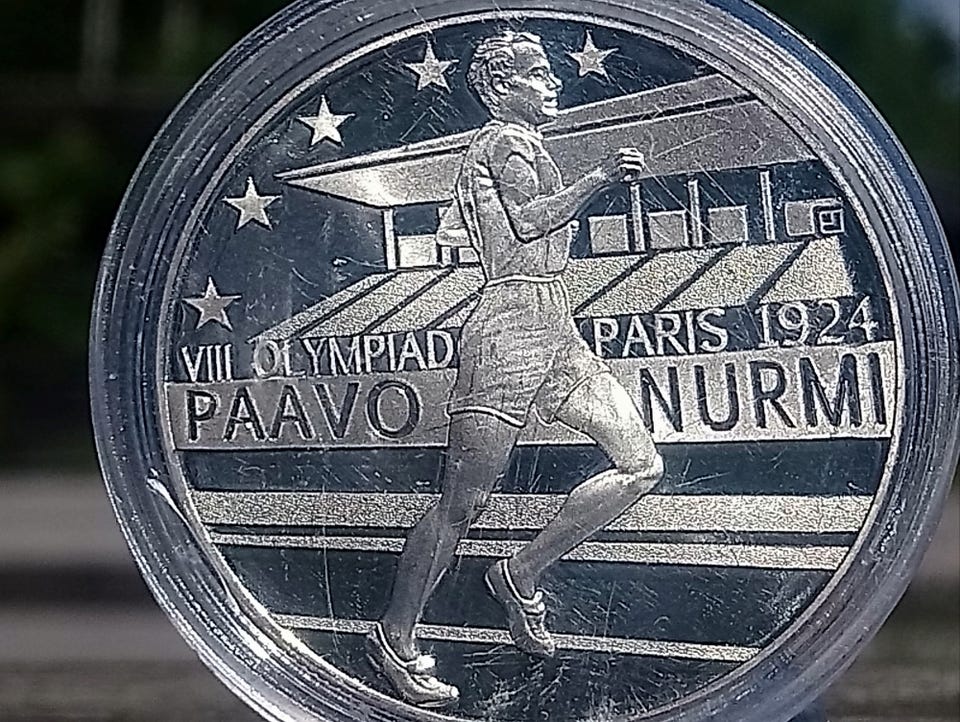 VIII OLYMPIAD PARIS 1924
PAAVO NURMI